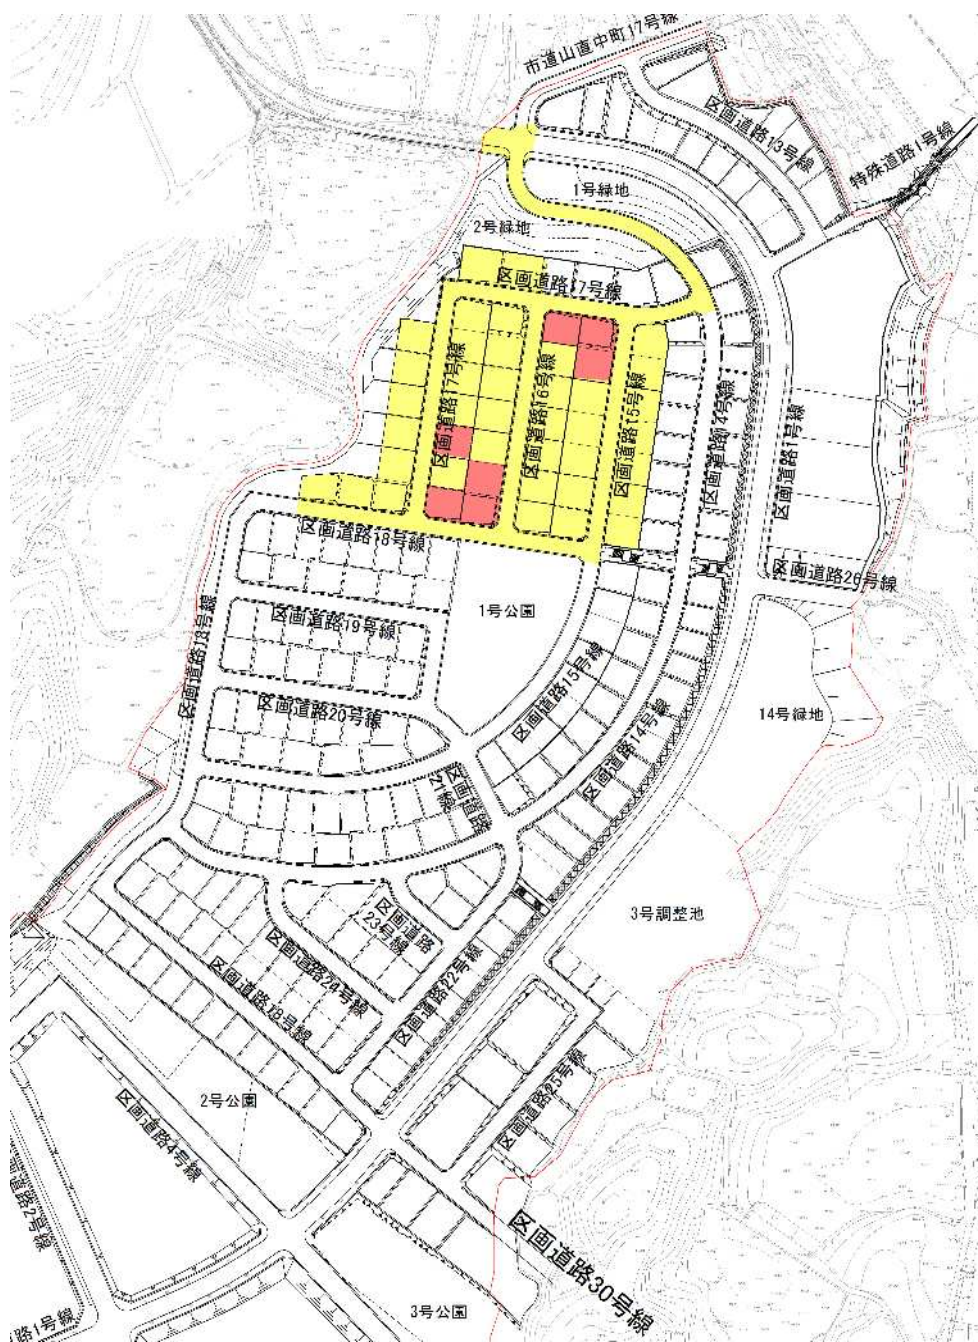 市道山直中町17号線
区画道路13号線
特殊道路1号線
1号緑地
2号緑地
区画道路17号線
区画道路17号線
区画道路16号線
区画道路15号線
区画道路14号線
区画道路1号線
区画道路18号線
区画道路26号線
1号公園
区画道路19号線
区画道路18号線
区画道路20号線
区画道路15号線
区画道路14号線
14号緑地
区画道路
21号線
3号調整池
区画道路
23号線
区画道路24号線
区画道路18号線
区画道路22号線
区画道路25号線
2号公園
区画道路4号線
区画道路2号線
区画道路30号線
3号公園
路1号線